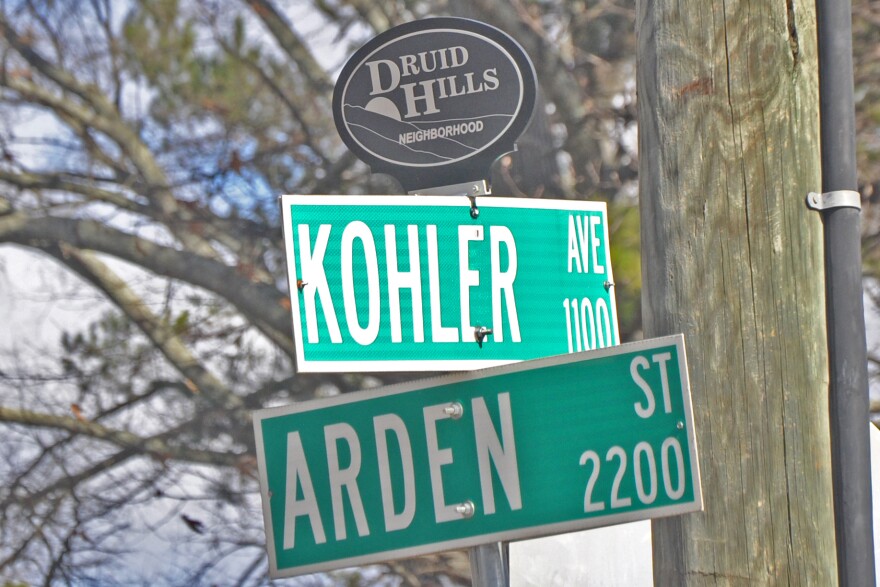 DRUID
HILLS
NEIGHBORHOOD
KOHLER AVE
1100
ARDEN ST
2200